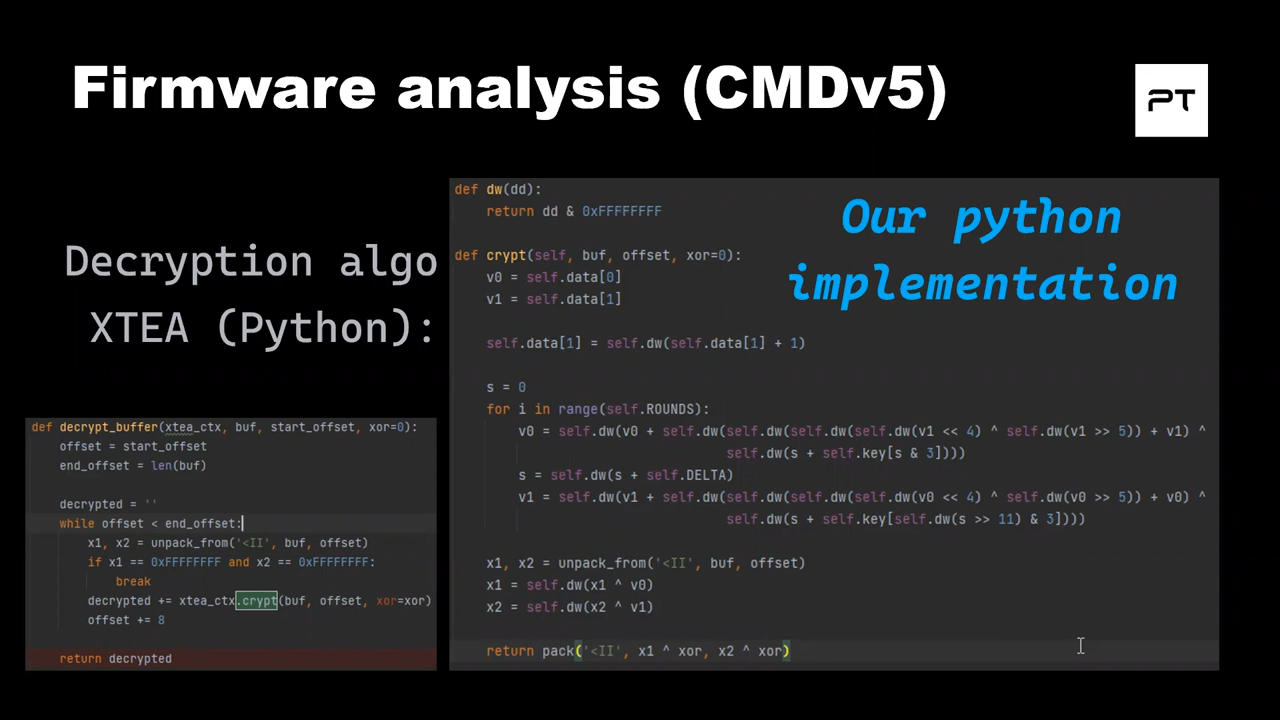 Firmware analysis (CMDv5)
PT
Decryption algo
XTEA (Python):
def decrypt_buffer(xtea_ctx, buf, start_offset, xor=0):
    offset = start_offset
    end_offset = len(buf)
    decrypted = ''
    while offset < end_offset:
        x1, x2 = unpack_from('<II', buf, offset)
        if x1 == 0xFFFFFFFF and x2 == 0xFFFFFFFF:
            break
        decrypted += xtea_ctx.crypt(buf, offset, xor=xor)
        offset += 8
    return decrypted
Our python
implementation
def dw(dd):
    return dd & 0xFFFFFFFF
def crypt(self, buf, offset, xor=0):
    v0 = self.data[0]
    v1 = self.data[1]
    self.data[1] = self.dw(self.data[1] + 1)
    s = 0
    for i in range(self.ROUNDS):
        v0 = self.dw(v0 + self.dw(self.dw(self.dw(self.dw(v1 << 4) ^ self.dw(v1 >> 5)) + v1) ^
                                  self.dw(s + self.key[s & 3])))
        s = self.dw(s + self.DELTA)
        v1 = self.dw(v1 + self.dw(self.dw(self.dw(self.dw(v0 << 4) ^ self.dw(v0 >> 5)) + v0) ^
                                  self.dw(s + self.key[self.dw(s >> 11) & 3])))
    x1, x2 = unpack_from('<II', buf, offset)
    x1 = self.dw(x1 ^ v0)
    x2 = self.dw(x2 ^ v1)
    return pack('<II', x1 ^ xor, x2 ^ xor)